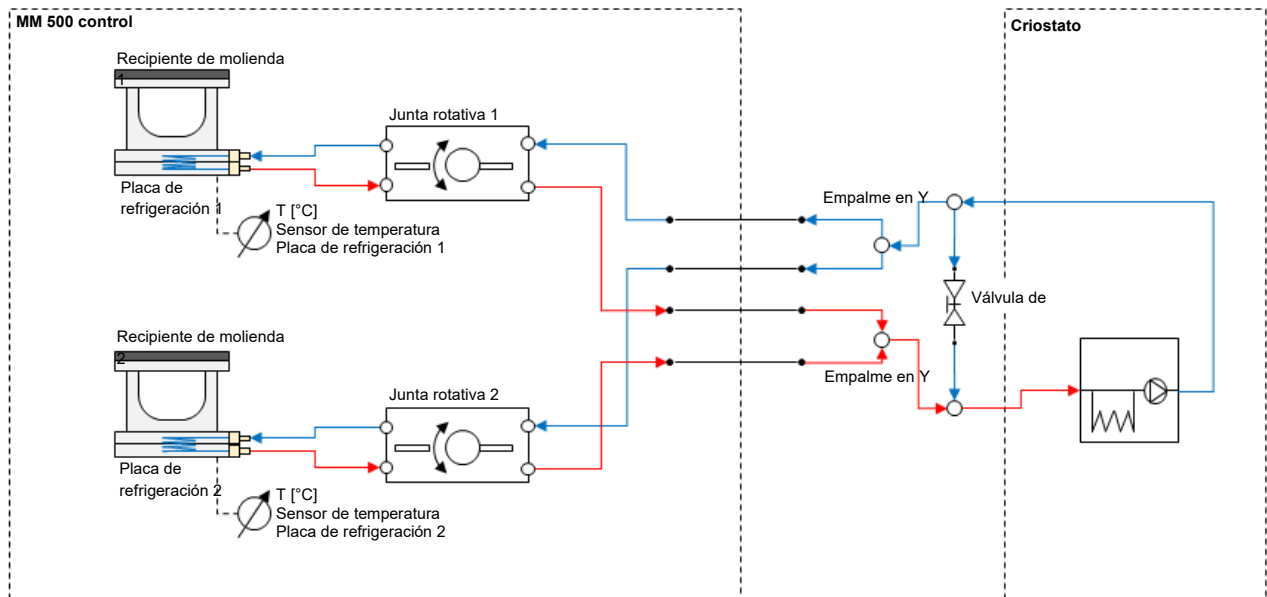 MM 500 control
Criostato
Recipiente de molienda
1
Junta rotativa 1
Placa de
refrigeración 1
T [°C]
Sensor de temperatura
Placa de refrigeración 1
Empalme en Y
Válvula de
Empalme en Y
Recipiente de molienda
2
Junta rotativa 2
Placa de
refrigeración 2
T [°C]
Sensor de temperatura
Placa de refrigeración 2